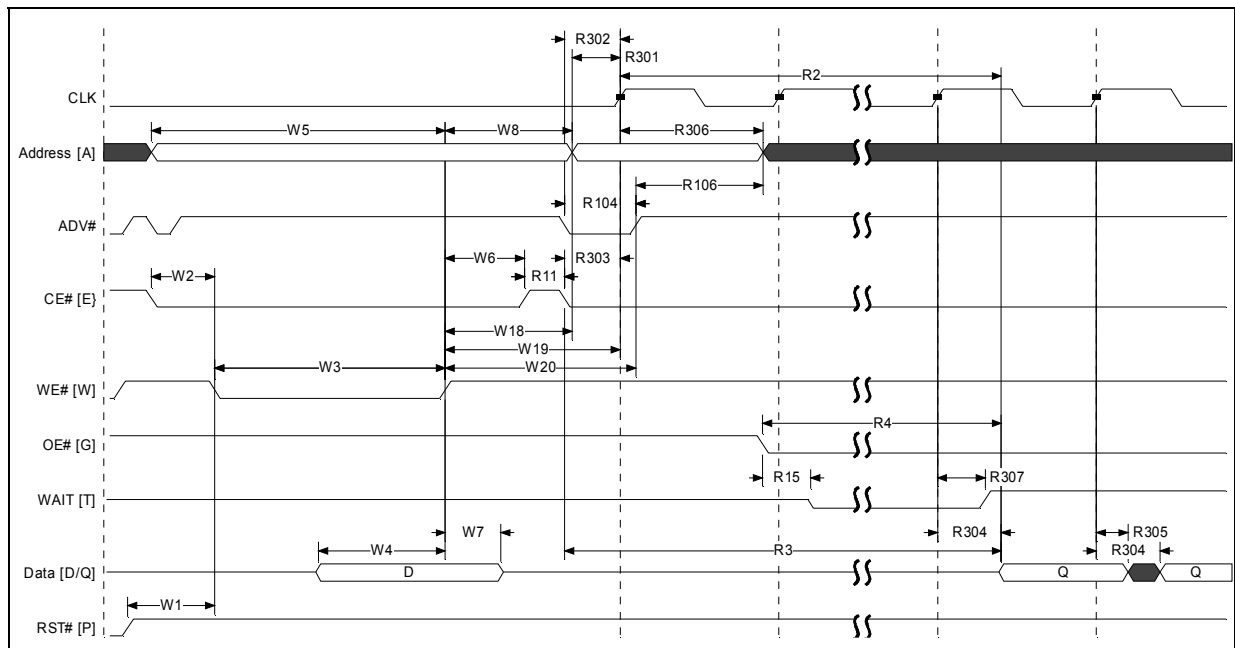 R302
R301
R2
CLK
W5
W8
R306
Address [A]
R106
R104
ADV#
W6
R303
R11
W2
CE# [E}
W18
W19
W3
W20
WE# [W]
R4
OE# [G]
R15
R307
WAIT [T]
W7
R304
R305
W4
R3
R304
Data [D/Q]
D
Q
Q
W1
RST# [P]